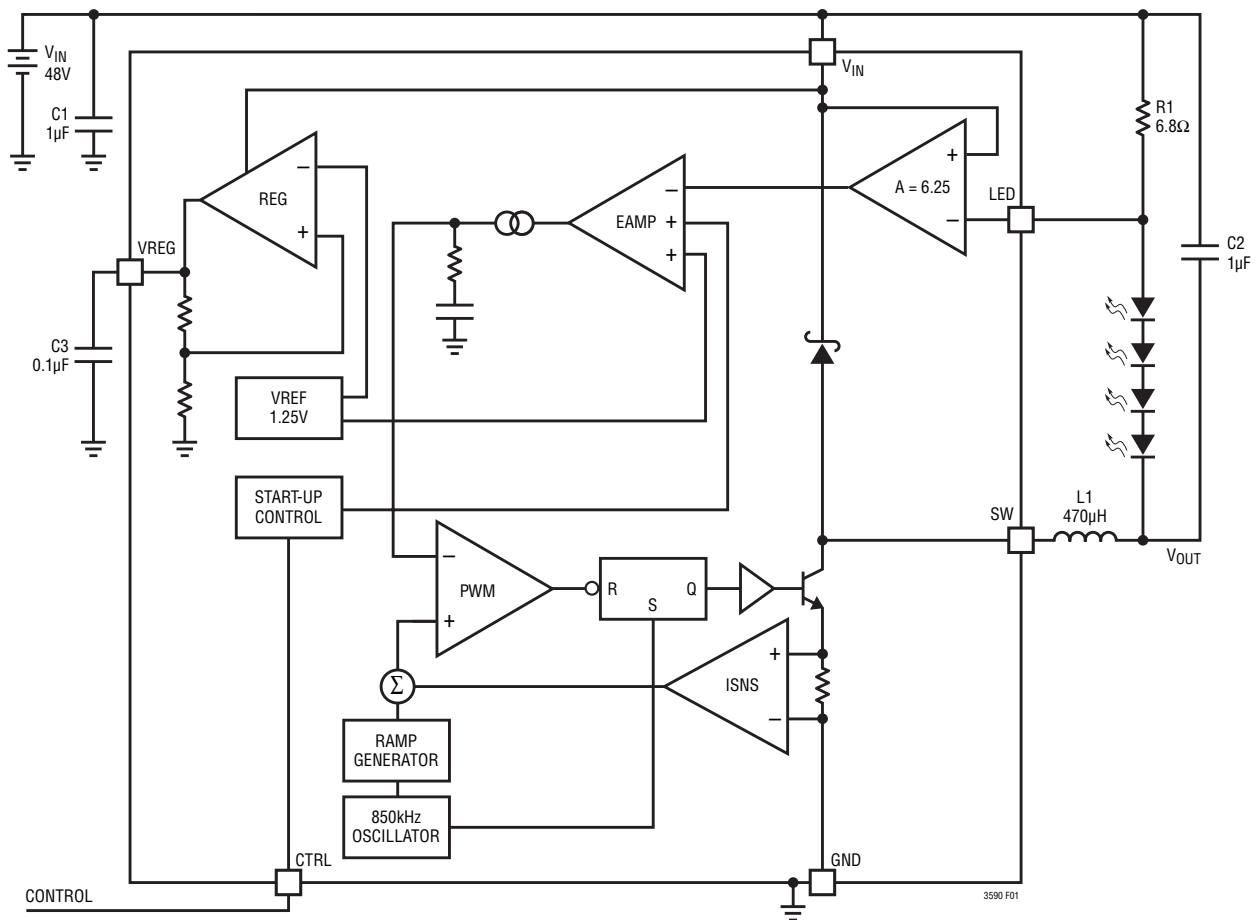 V_IN
48V
C1
1µF
V_IN
R1
6.8Ω
REG
−
+
EAMP
−
+
+
A = 6.25
+
−
LED
C2
1µF
VREG
C3
0.1µF
VREF
1.25V
START-UP
CONTROL
SW
L1
470µH
V_OUT
−
PWM
+
R
S
Q
Σ
ISNS
+
−
RAMP
GENERATOR
850kHz
OSCILLATOR
CTRL
GND
CONTROL
3590 F01